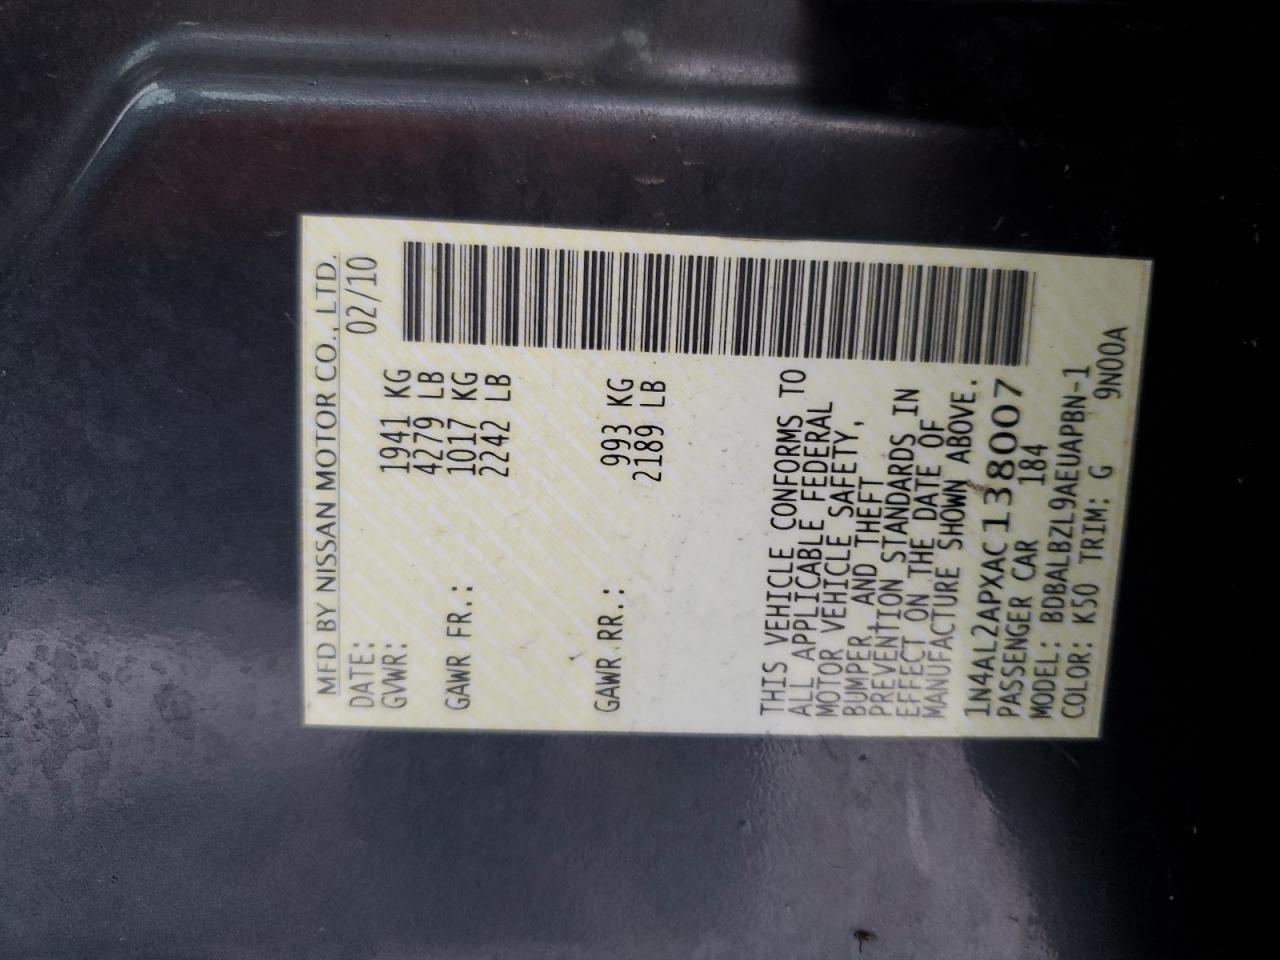 MFD BY NISSAN MOTOR CO., LTD.
DATE: 02/10
GVWR: 1941 KG
4279 LB
GAWR FR.: 1017 KG
2242 LB
GAWR RR.: 993 KG
2189 LB
THIS VEHICLE CONFORMS TO
ALL APPLICABLE FEDERAL
MOTOR VEHICLE SAFETY,
BUMPER AND THEFT
PREVENTION STANDARDS IN
EFFECT ON THE DATE OF
MANUFACTURE SHOWN ABOVE.
1N4AL2APXAC138007
PASSENGER CAR 184
MODEL: BDBALBZL9AEUAPBN-1
COLOR: K50 TRIM: G 9N00A